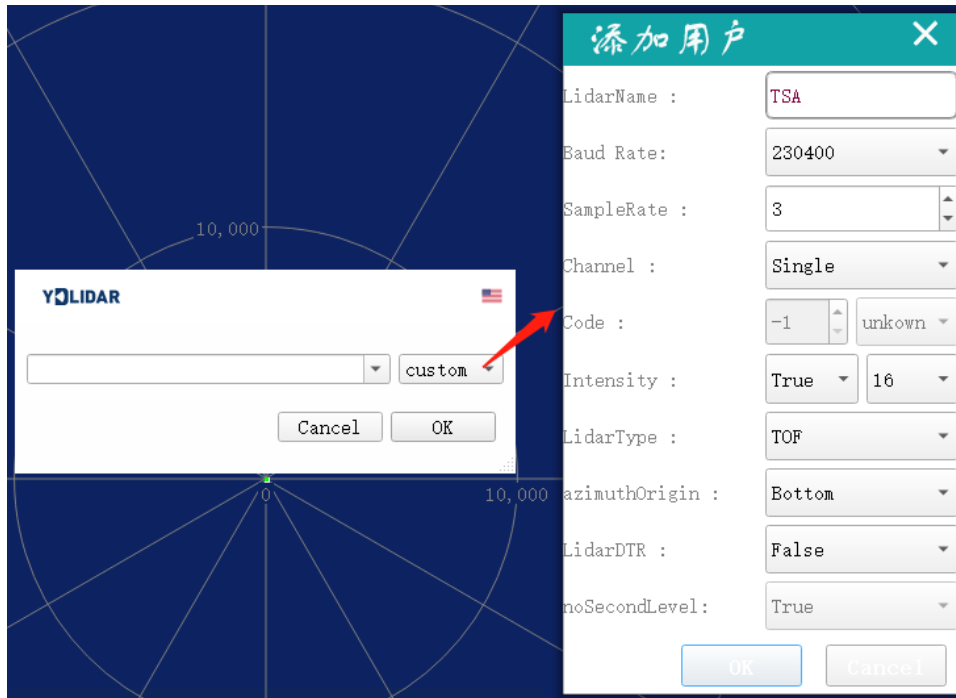 10,000
YDLIDAR
custom
Cancel OK
0
10,000
添加用户
LidarName : TSA
Baud Rate: 230400
SampleRate : 3
Channel : Single
Code : -1 unkown
Intensity : True 16
LidarType : TOF
azimuthOrigin : Bottom
LidarDTR : False
noSecondLevel: True
OK Cancel